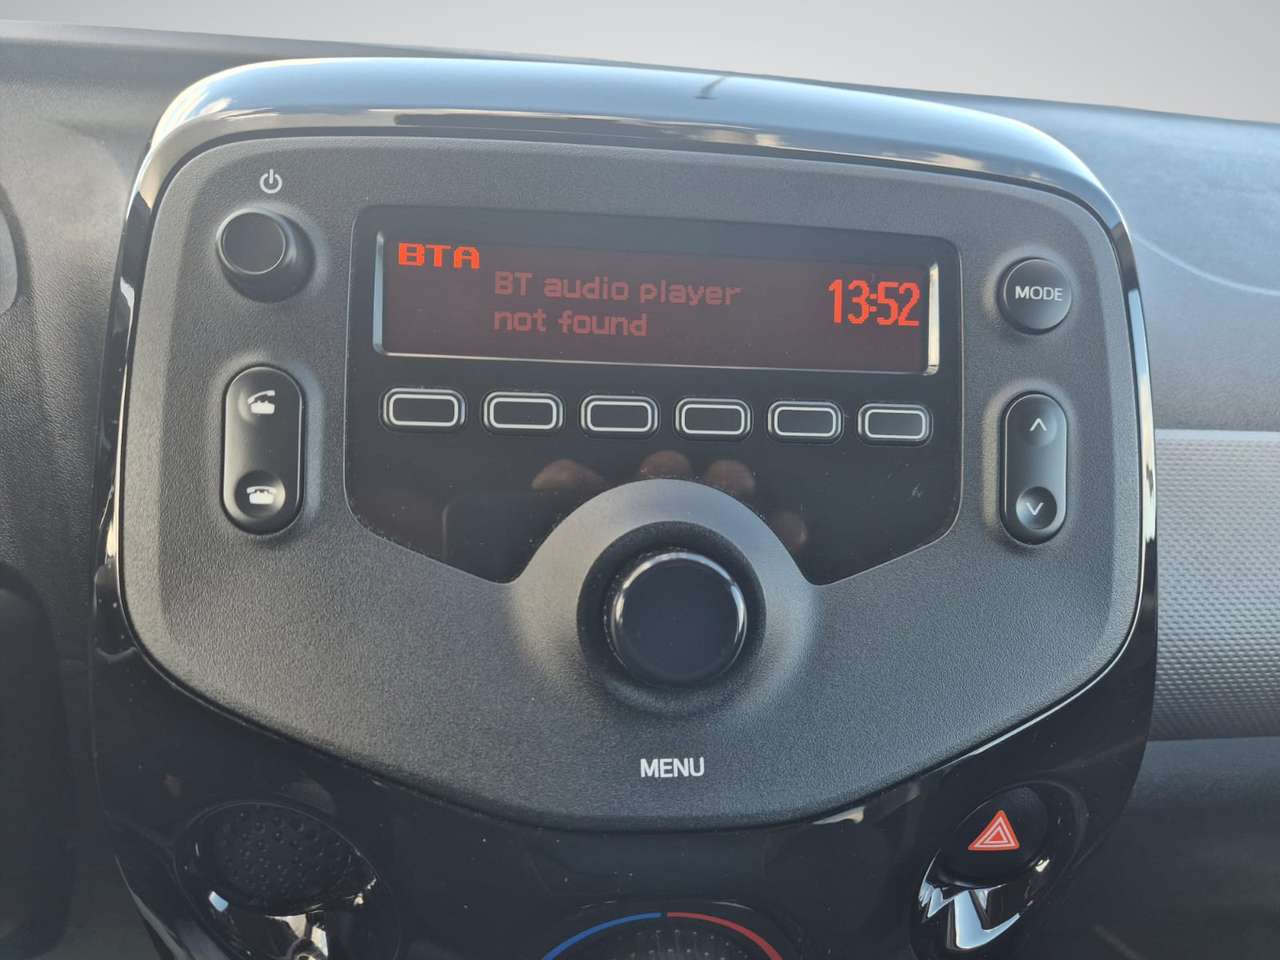 BTA
BT audio player
not found
13:52
MODE
MENU